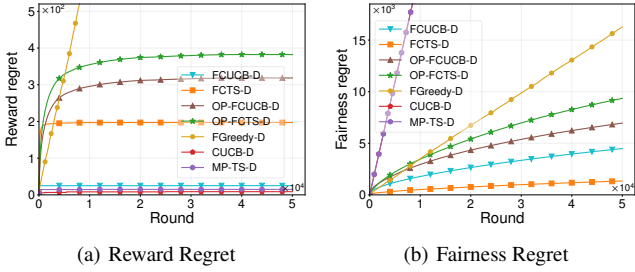 ×10²
5
4
3
2
1
0
Reward regret
FCUCB-D
FCTS-D
OP-FCUCB-D
OP-FCTS-D
FGreedy-D
CUCB-D
MP-TS-D
×10⁴
0 1 2 3 4 5
Round
(a) Reward Regret
×10³
15
10
5
0
Fairness regret
FCUCB-D
FCTS-D
OP-FCUCB-D
OP-FCTS-D
FGreedy-D
CUCB-D
MP-TS-D
×10⁴
0 1 2 3 4 5
Round
(b) Fairness Regret